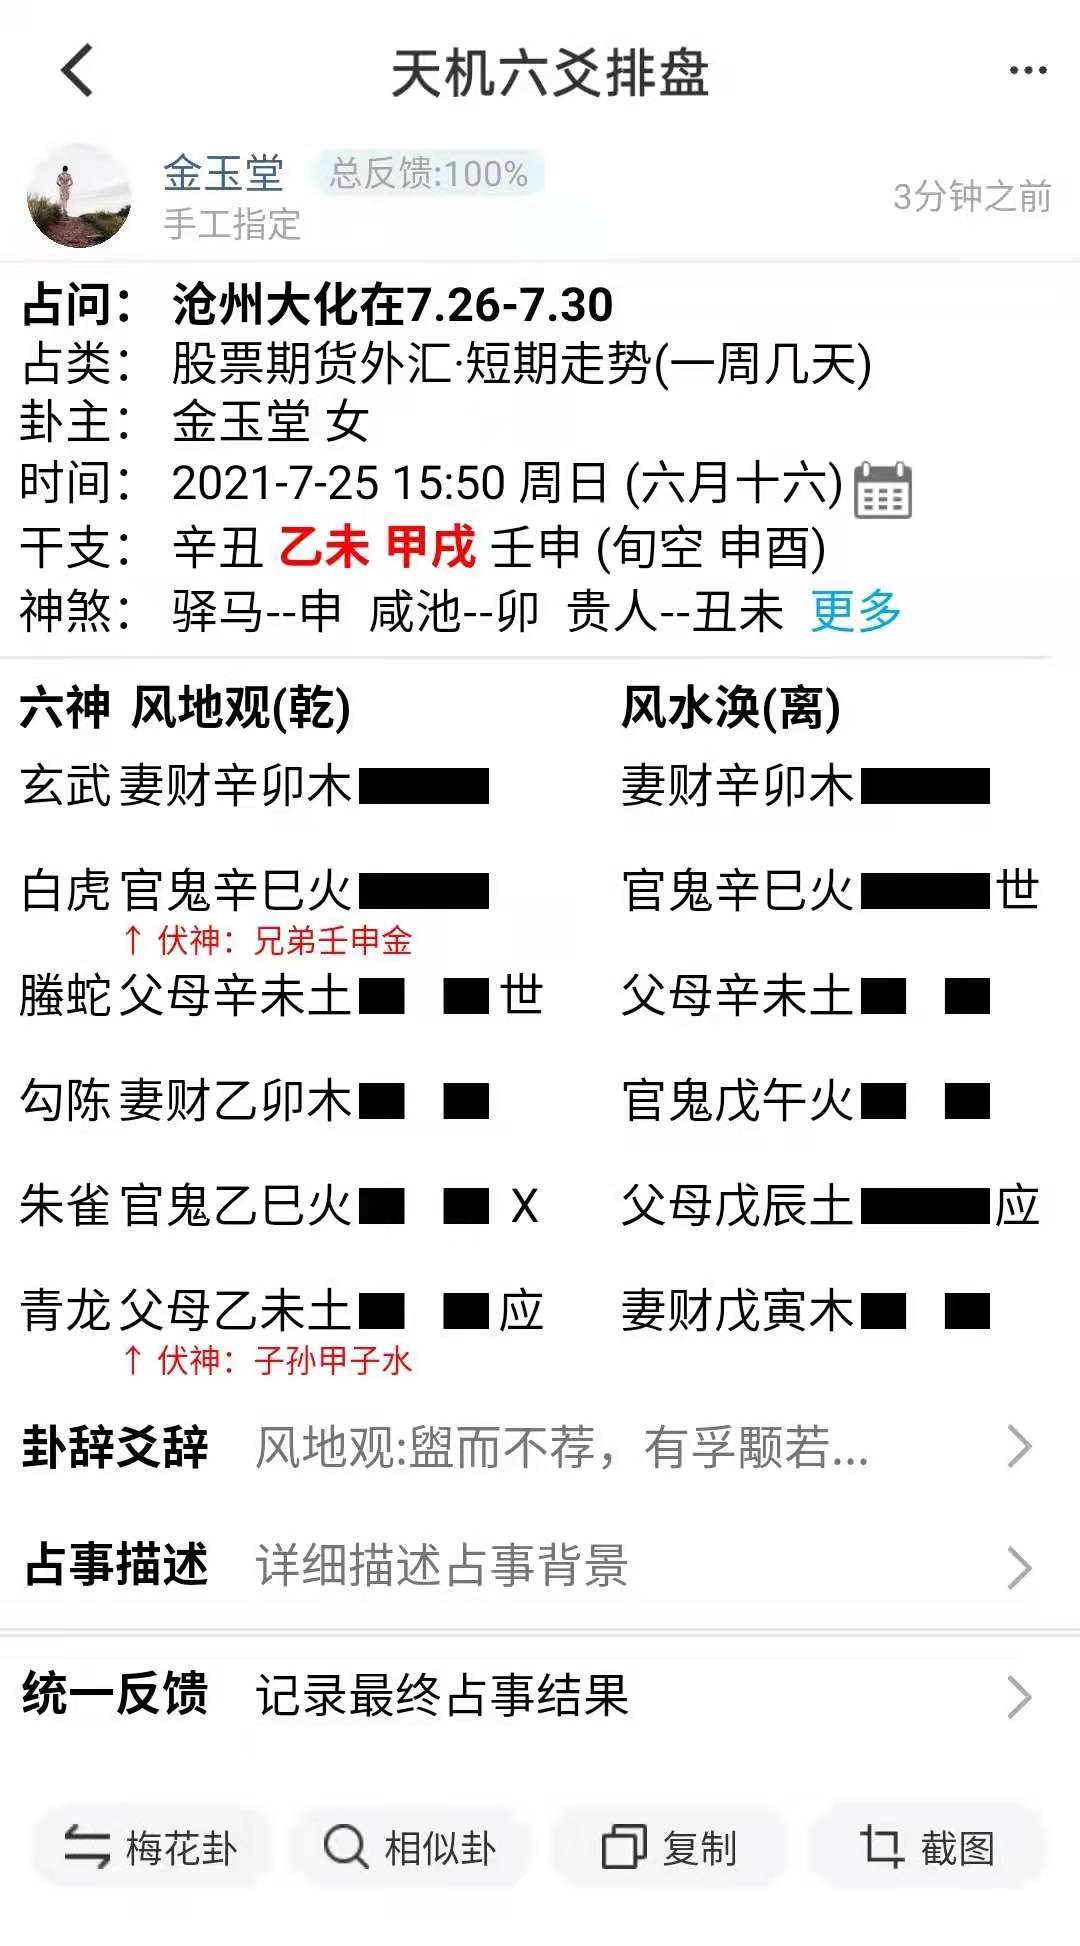 天机六爻排盘
金玉堂 总反馈:100%
手工指定
3分钟之前
占问： 沧州大化在7.26-7.30
占类： 股票期货外汇·短期走势(一周几天)
卦主： 金玉堂 女
时间： 2021-7-25 15:50 周日 (六月十六)
干支： 辛丑 乙未 甲戌 壬申 (旬空 申酉)
神煞： 驿马--申 咸池--卯 贵人--丑未 更多
六神 风地观(乾) 风水涣(离)
玄武 妻财辛卯木 妻财辛卯木
白虎 官鬼辛巳火 官鬼辛巳火 世
↑ 伏神：兄弟壬申金
螣蛇 父母辛未土 世 父母辛未土
勾陈 妻财乙卯木 官鬼戊午火
朱雀 官鬼乙巳火 X 父母戊辰土 应
青龙 父母乙未土 应 妻财戊寅木
↑ 伏神：子孙甲子水
卦辞爻辞 风地观:盥而不荐，有孚颙若...
占事描述 详细描述占事背景
统一反馈 记录最终占事结果
梅花卦 相似卦 复制 截图